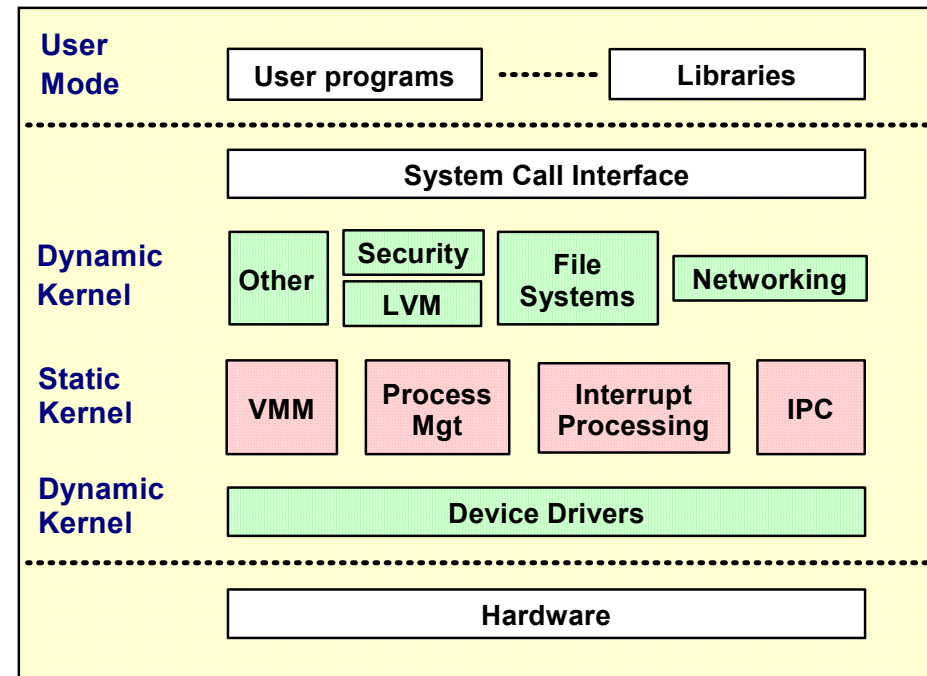 User
Mode
User programs
Libraries
System Call Interface
Dynamic
Kernel
Other
Security
LVM
File
Systems
Networking
Static
Kernel
VMM
Process
Mgt
Interrupt
Processing
IPC
Dynamic
Kernel
Device Drivers
Hardware